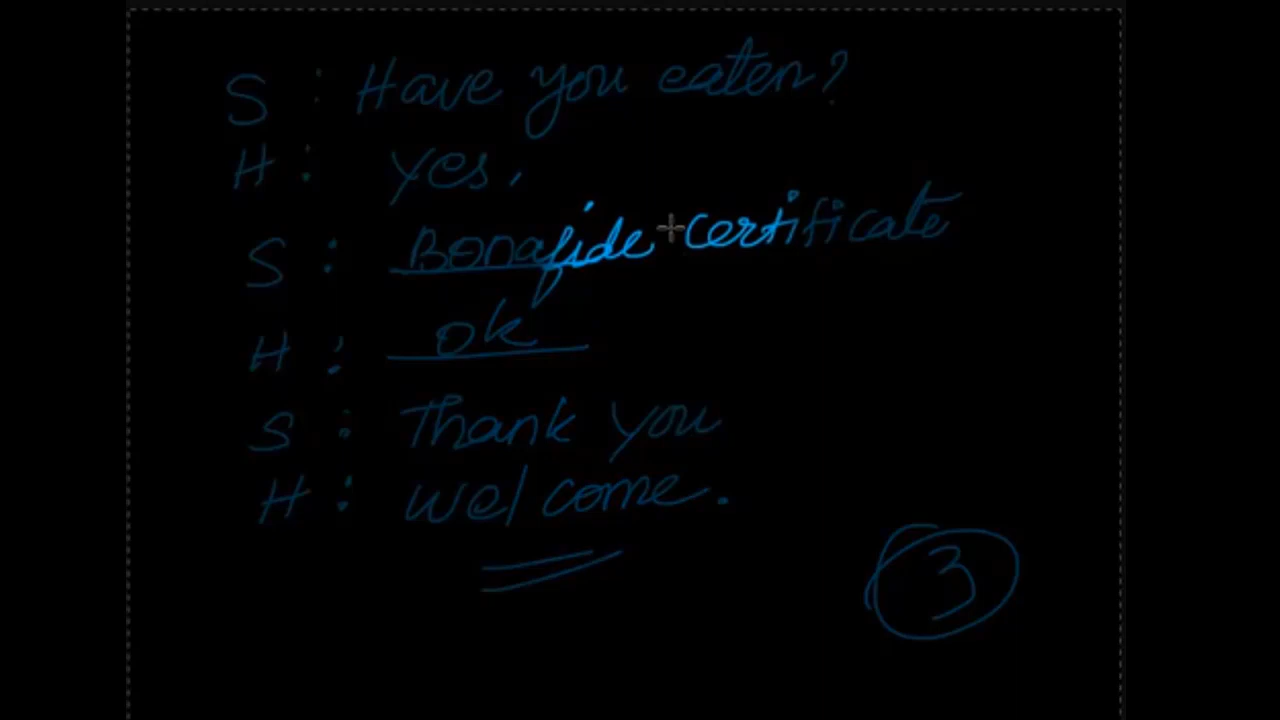 S : Have you eaten?
H : Yes,
S : Bonafide certificate
H : ok
S : Thank you
H : welcome.
3